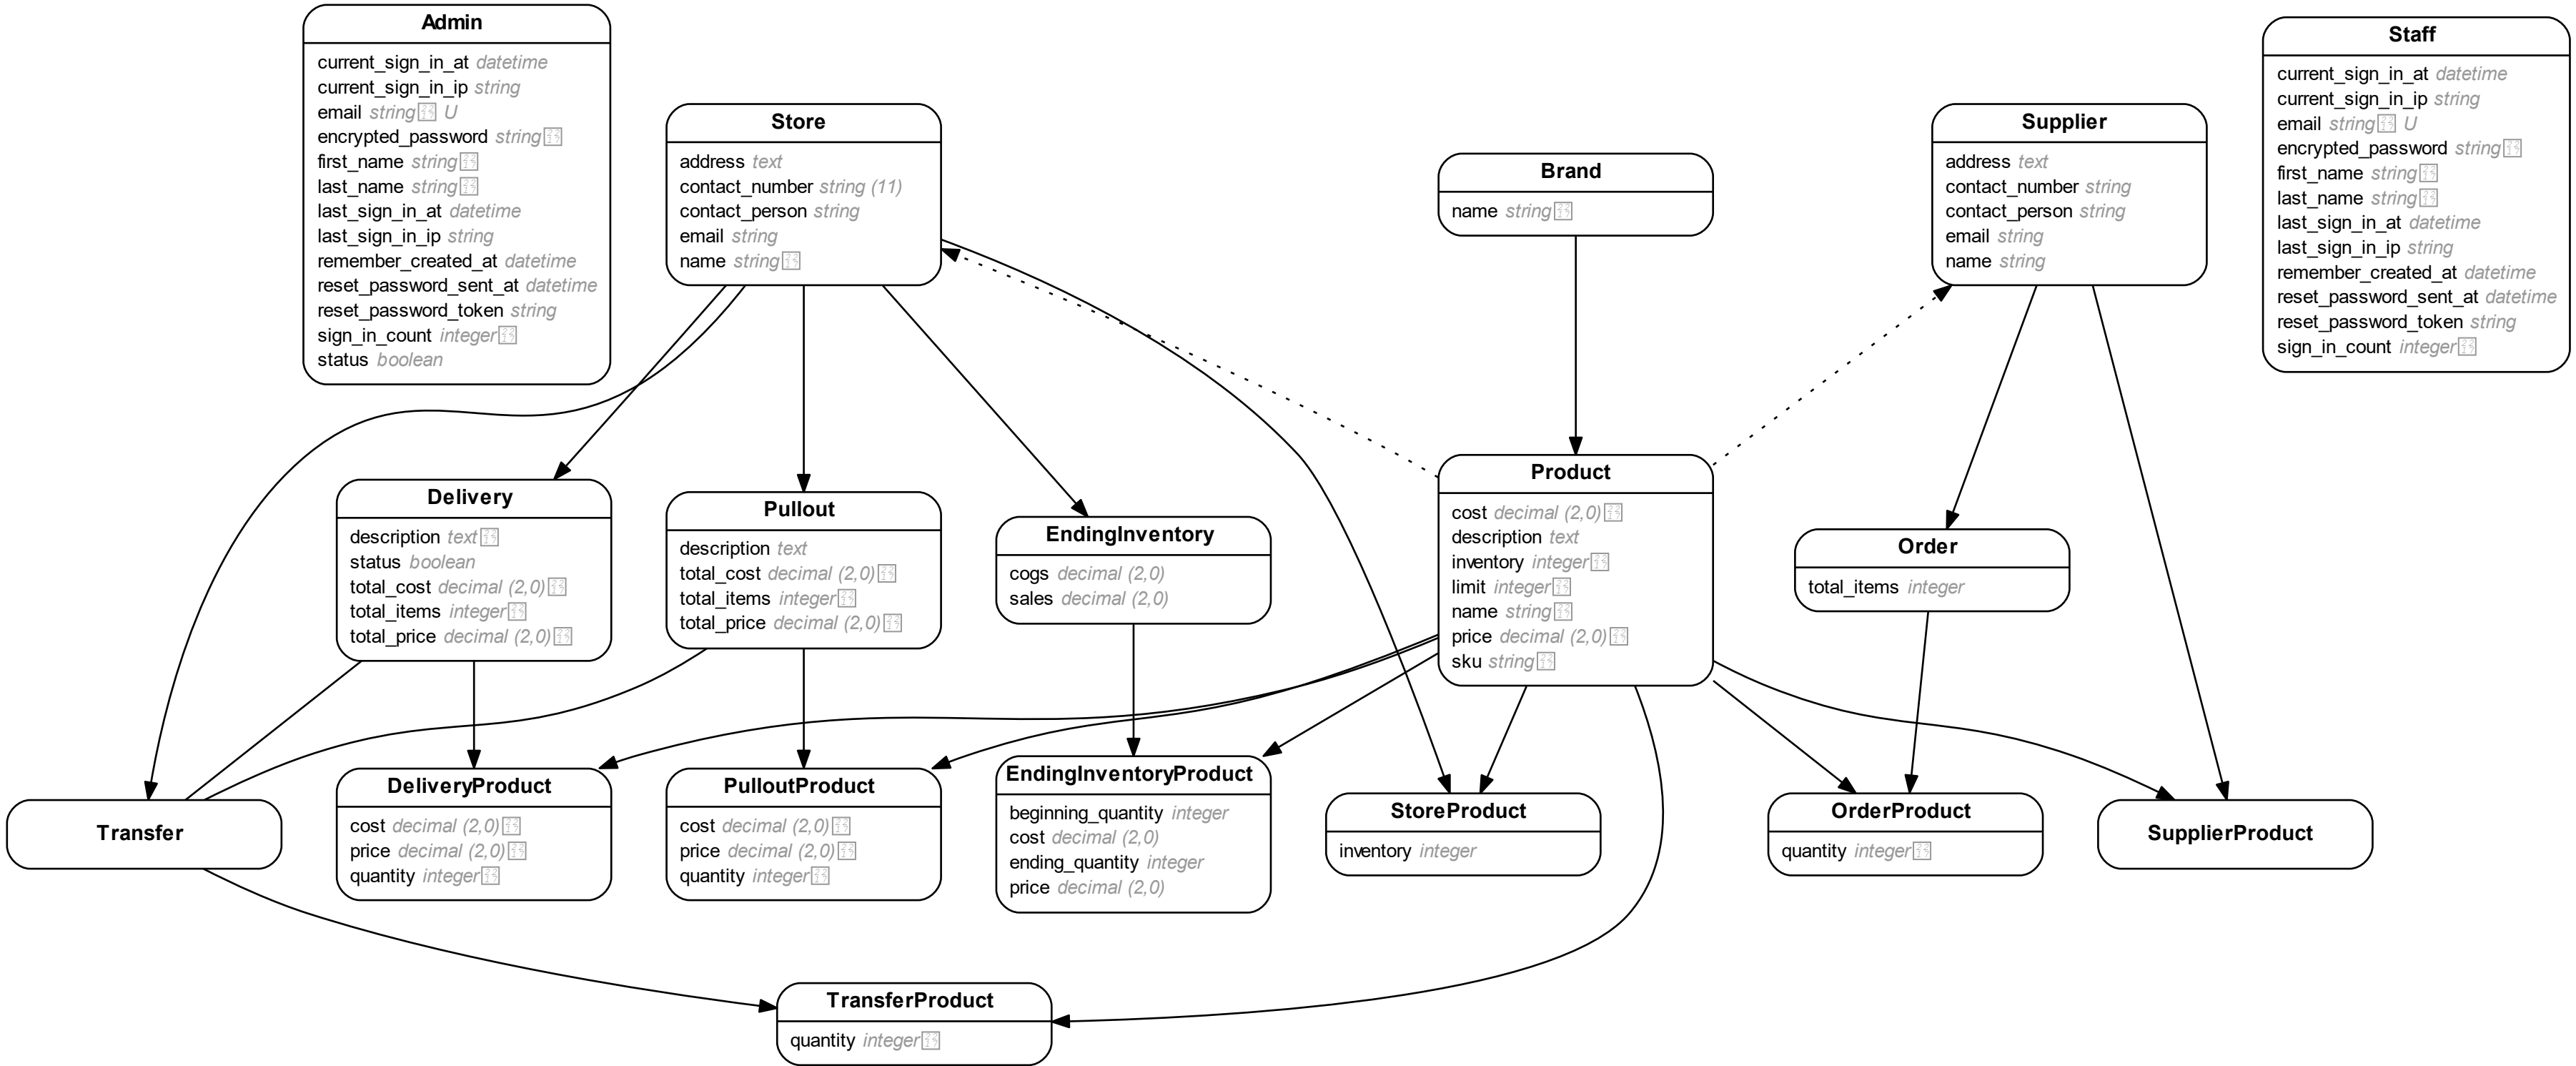 Admin
current_sign_in_at datetime
current_sign_in_ip string
email string U
encrypted_password string
first_name string
last_name string
last_sign_in_at datetime
last_sign_in_ip string
remember_created_at datetime
reset_password_sent_at datetime
reset_password_token string
sign_in_count integer
status boolean
Store
address text
contact_number string (11)
contact_person string
email string
name string
Brand
name string
Supplier
address text
contact_number string
contact_person string
email string
name string
Staff
current_sign_in_at datetime
current_sign_in_ip string
email string U
encrypted_password string
first_name string
last_name string
last_sign_in_at datetime
last_sign_in_ip string
remember_created_at datetime
reset_password_sent_at datetime
reset_password_token string
sign_in_count integer
Delivery
description text
status boolean
total_cost decimal (2,0)
total_items integer
total_price decimal (2,0)
Pullout
description text
total_cost decimal (2,0)
total_items integer
total_price decimal (2,0)
EndingInventory
cogs decimal (2,0)
sales decimal (2,0)
Product
cost decimal (2,0)
description text
inventory integer
limit integer
name string
price decimal (2,0)
sku string
Order
total_items integer
Transfer
DeliveryProduct
cost decimal (2,0)
price decimal (2,0)
quantity integer
PulloutProduct
cost decimal (2,0)
price decimal (2,0)
quantity integer
EndingInventoryProduct
beginning_quantity integer
cost decimal (2,0)
ending_quantity integer
price decimal (2,0)
StoreProduct
inventory integer
OrderProduct
quantity integer
SupplierProduct
TransferProduct
quantity integer